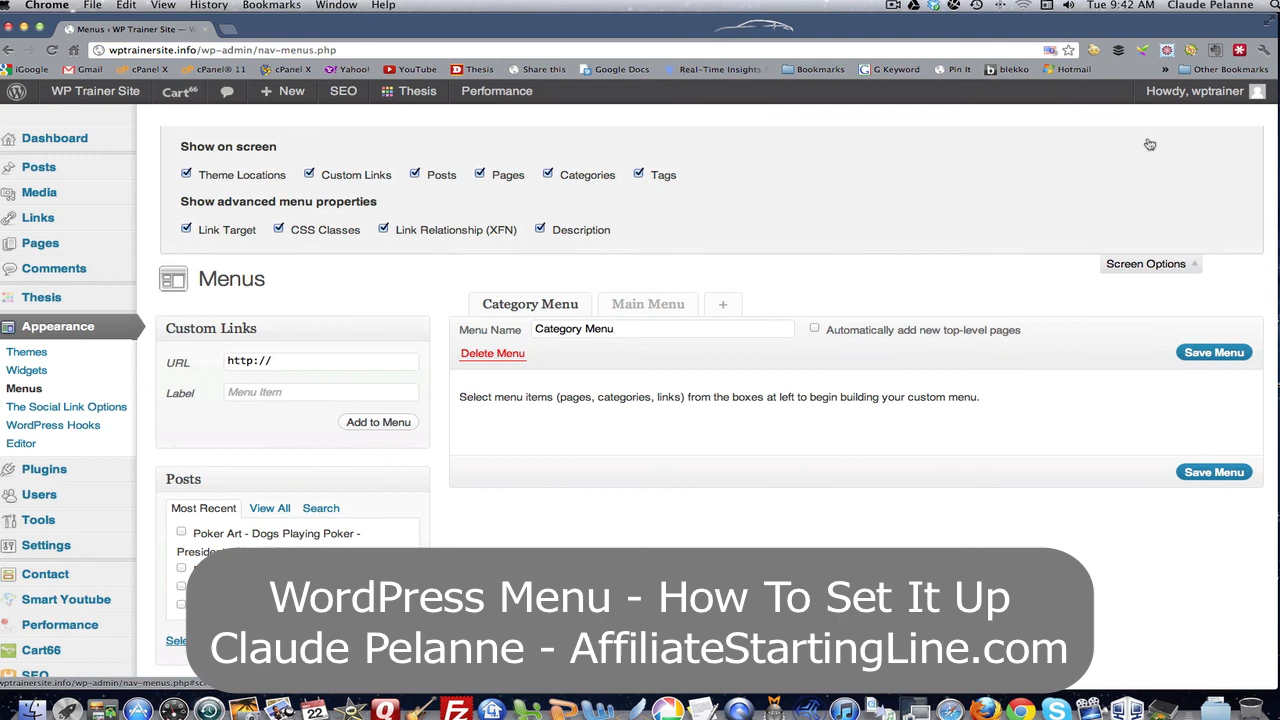 Chrome File Edit View History Bookmarks Window Help Tue 9:42 AM Claude Pelanne
Menus ‹ WP Trainer Site —
wptrainersite.info/wp-admin/nav-menus.php
iGoogle Gmail cPanel X cPanel® 11 cPanel X Yahoo! YouTube Thesis Share this Google Docs Real-Time Insights Bookmarks G Keyword Pin It blekko Hotmail » Other Bookmarks
WP Trainer Site Cart66 + New SEO Thesis Performance Howdy, wptrainer
Dashboard
Posts
Media
Links
Pages
Comments
Thesis
Appearance
Themes
Widgets
Menus
The Social Link Options
WordPress Hooks
Editor
Plugins
Users
Tools
Settings
Contact
Smart Youtube
Performance
Cart66
SEO
Show on screen
Theme Locations Custom Links Posts Pages Categories Tags
Show advanced menu properties
Link Target CSS Classes Link Relationship (XFN) Description
Screen Options
Menus
Custom Links
URL http://
Label Menu Item
Add to Menu
Posts
Most Recent View All Search
Poker Art - Dogs Playing Poker -
Category Menu Main Menu +
Menu Name Category Menu Automatically add new top-level pages
Delete Menu Save Menu
Select menu items (pages, categories, links) from the boxes at left to begin building your custom menu.
Save Menu
WordPress Menu - How To Set It Up
Claude Pelanne - AffiliateStartingLine.com
22